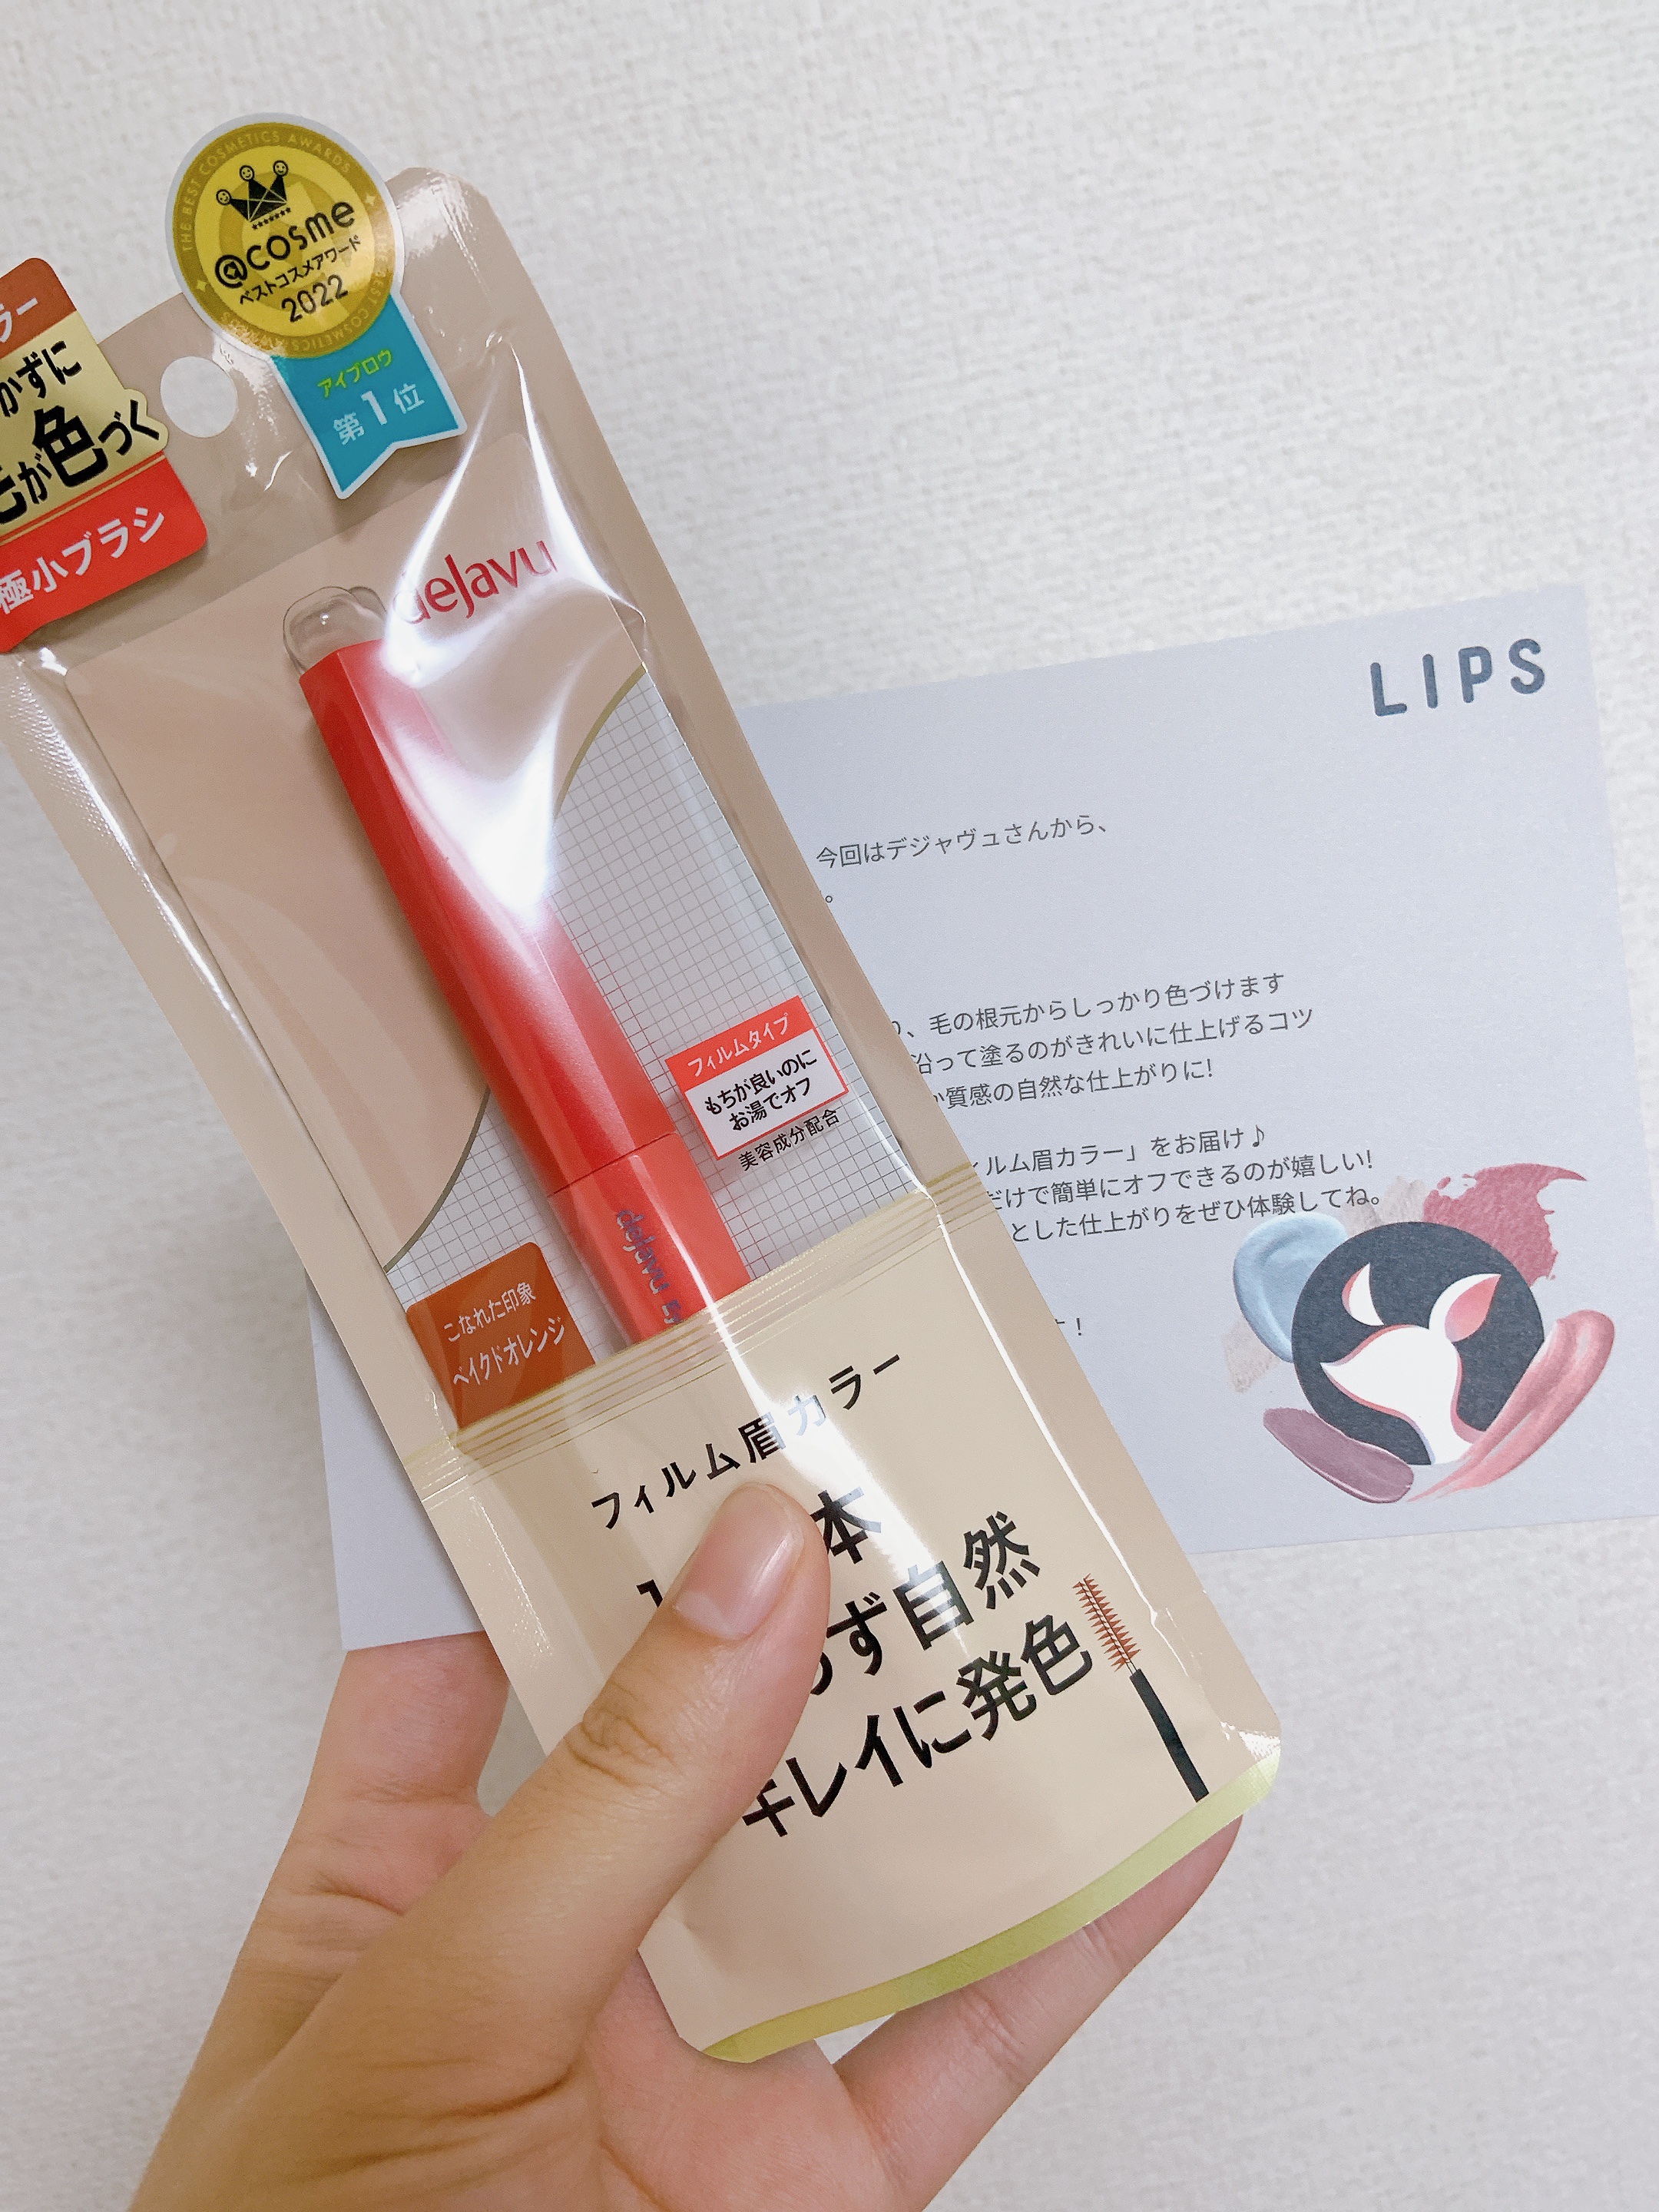 THE BEST COSMETICS AWARDS
@cosme
ベストコスメアワード
2022
アイブロウ
第1位
ラー
かずに
毛が色づく
極小ブラシ
dejavu
フィルムタイプ
もちが良いのに
お湯でオフ
美容成分配合
dejavu
こなれた印象
ベイクドオレンジ
フィルム眉カラー
本
ず自然
キレイに発色
LIPS
今回はデジャヴュさんから、
。
り、毛の根元からしっかり色づけます
沿って塗るのがきれいに仕上げるコツ
質感の自然な仕上がりに!
ィルム眉カラー」をお届け♪
だけで簡単にオフできるのが嬉しい!
とした仕上がりをぜひ体験してね。
!